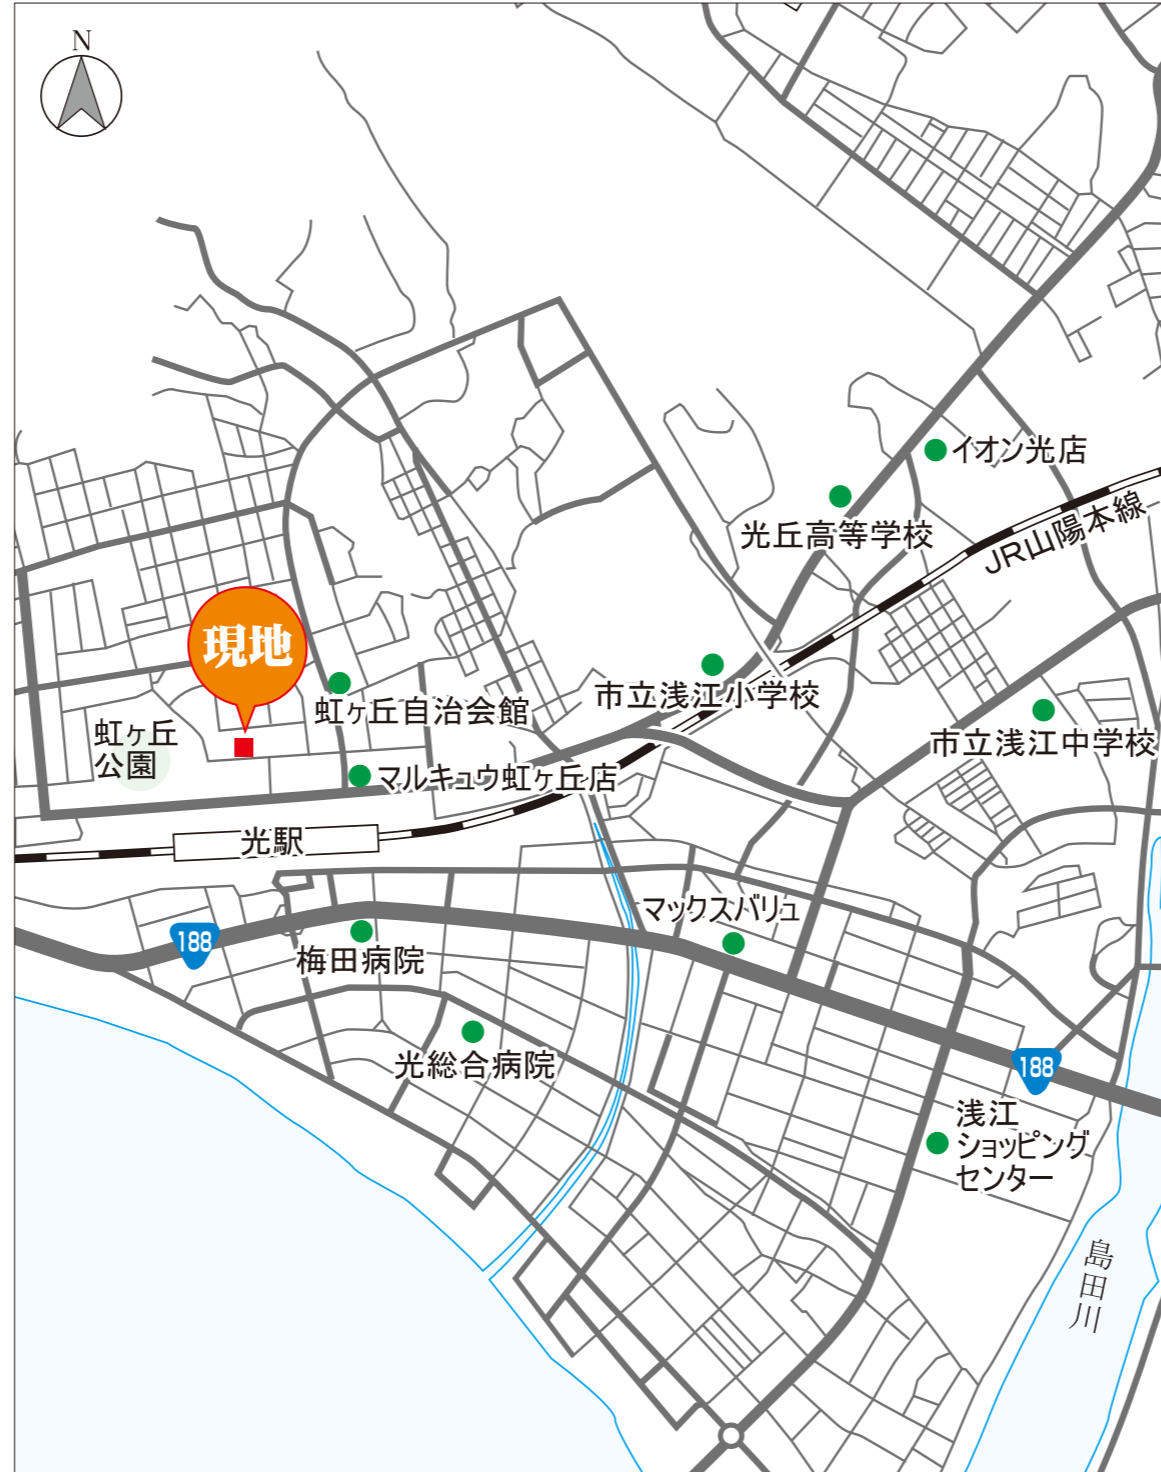 N
イオン光店
光丘高等学校
JR山陽本線
現地
市立浅江小学校
虹ヶ丘自治会館
市立浅江中学校
虹ヶ丘
公園
マルキュウ虹ヶ丘店
光駅
マックスバリュ
188
梅田病院
光総合病院
188
浅江
ショッピング
センター
島田川